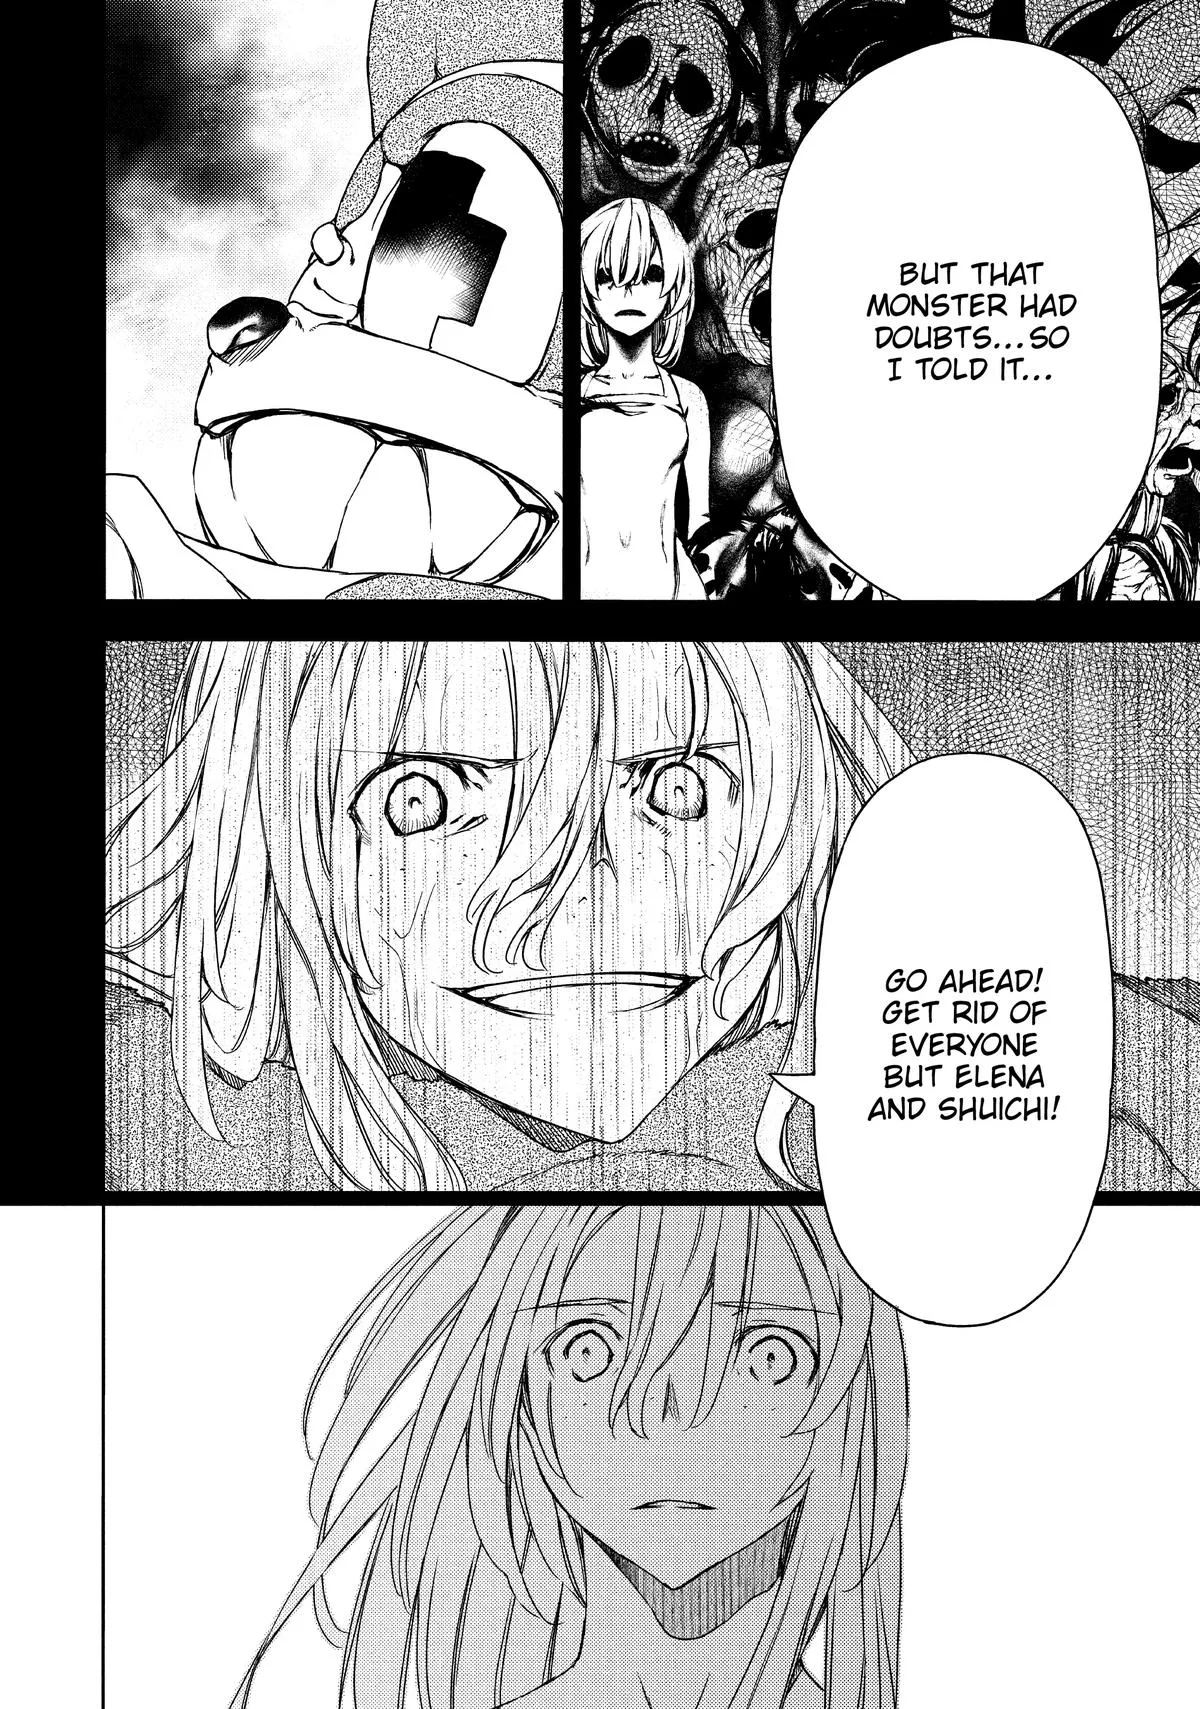 BUT THAT
MONSTER HAD
DOUBTS...SO
I TOLD IT...
GO AHEAD!
GET RID OF
EVERYONE
BUT ELENA
AND SHUICHI!